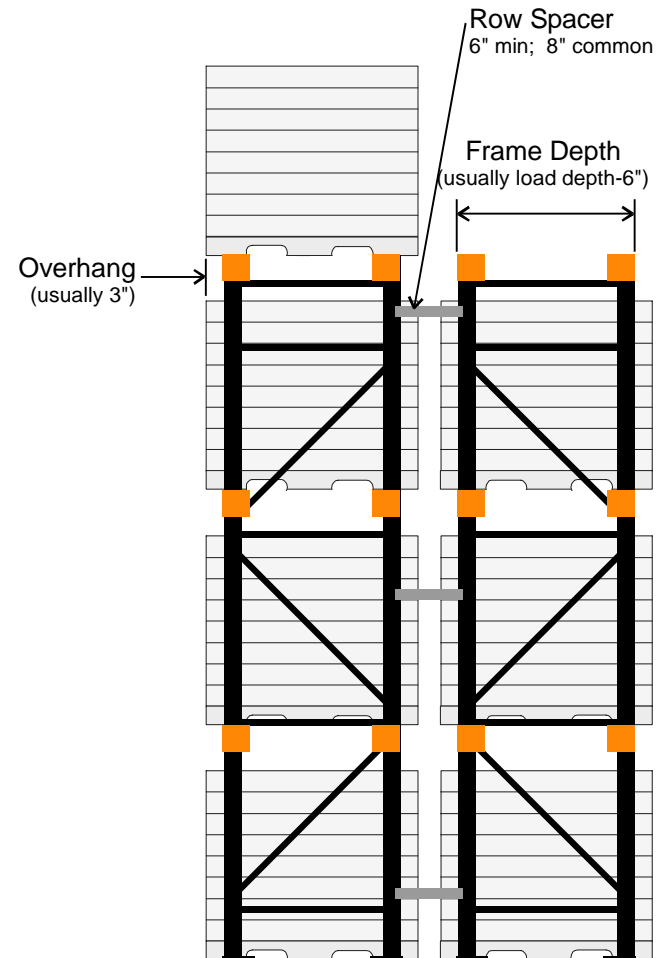 Row Spacer
6" min;  8" common
Frame Depth
(usually load depth-6")
Overhang
(usually 3")